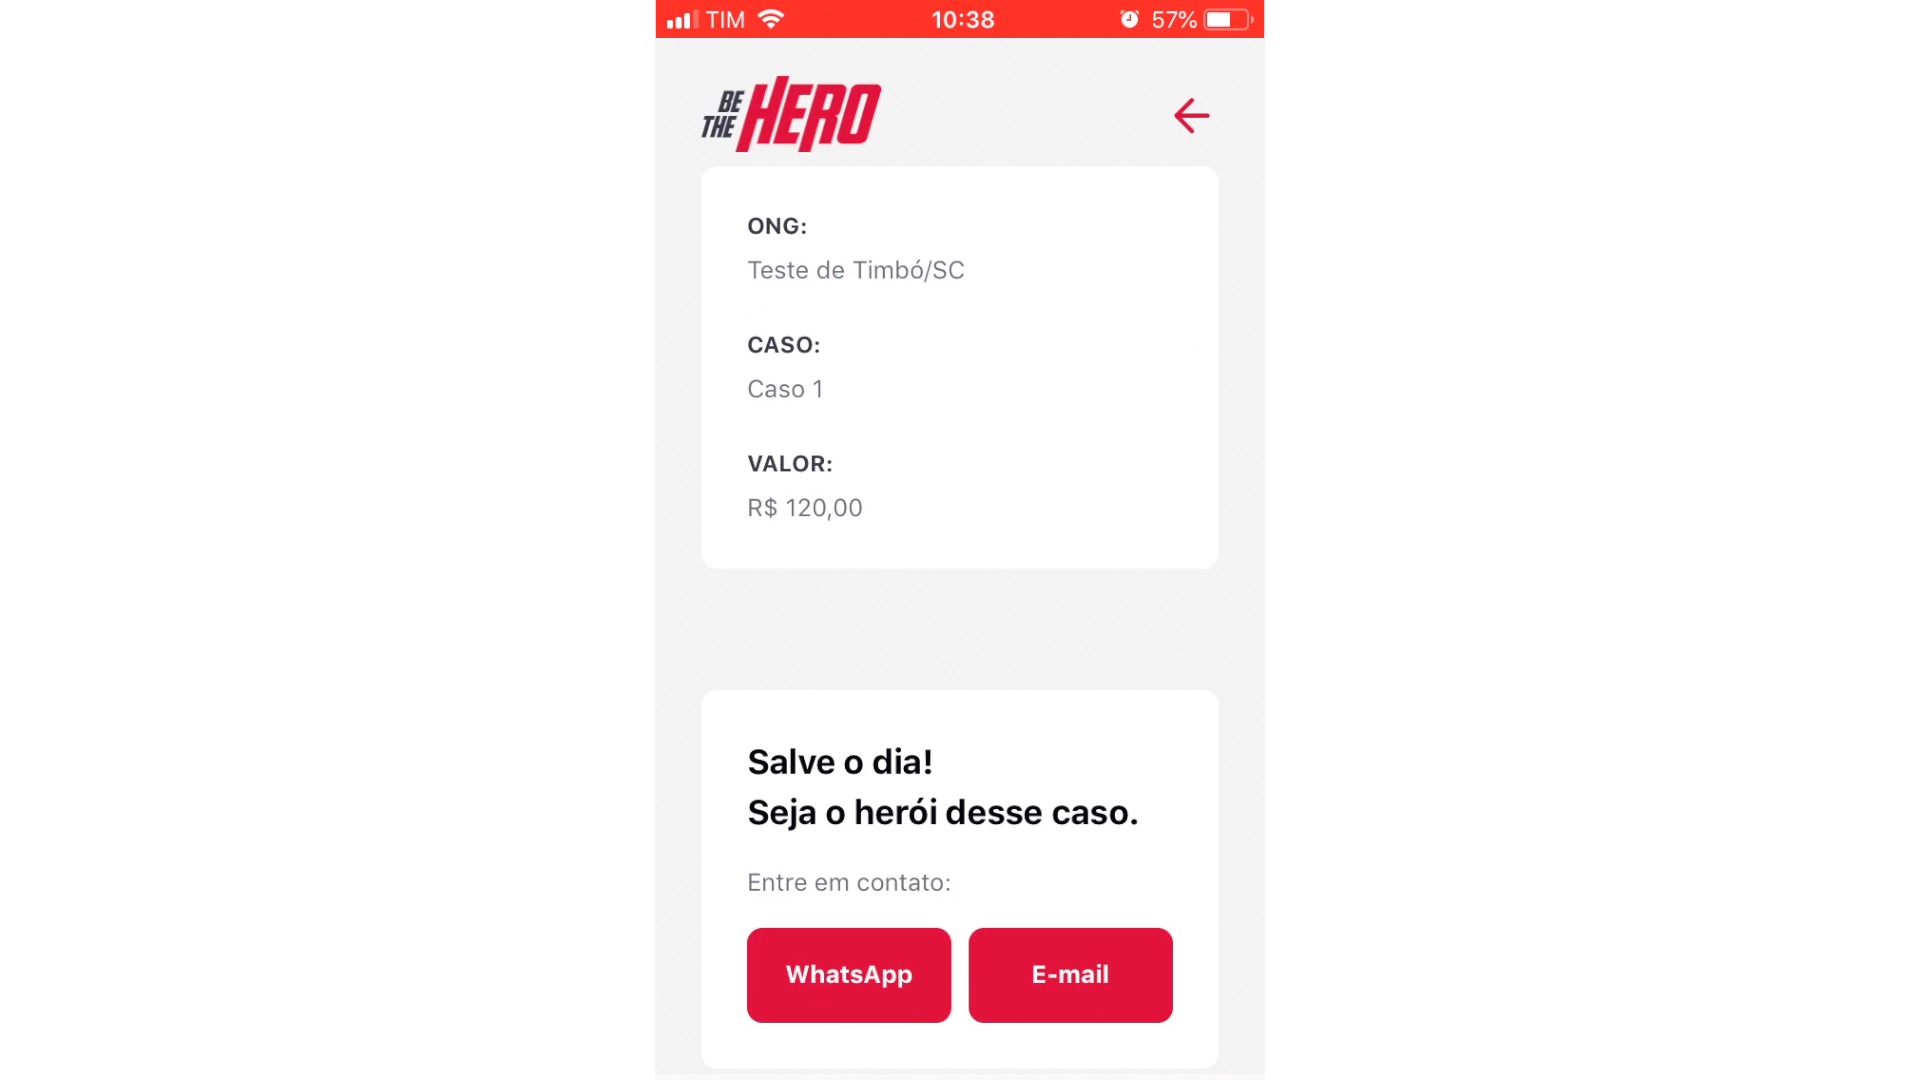 TIM 10:38 57%
BE THE HERO
ONG:
Teste de Timbó/SC
CASO:
Caso 1
VALOR:
R$ 120,00
Salve o dia!
Seja o herói desse caso.
Entre em contato:
WhatsApp E-mail